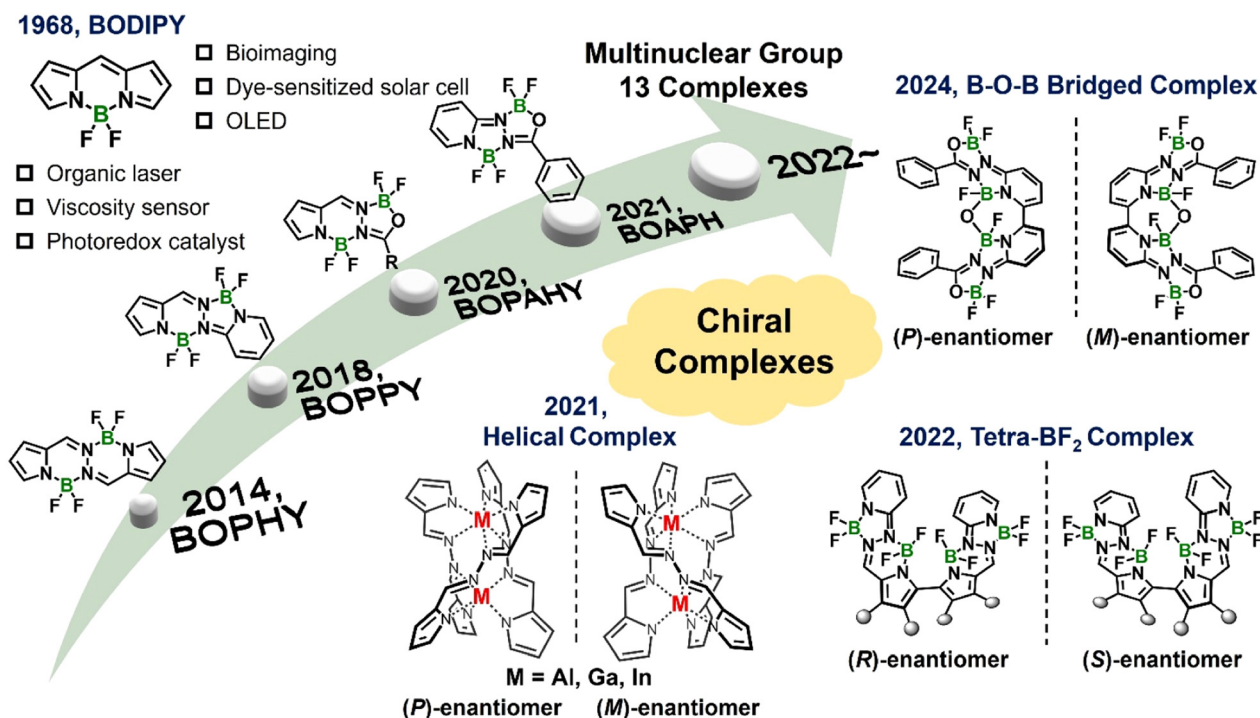 1968, BODIPY
Bioimaging
Dye-sensitized solar cell
OLED
N
N
B
F
F
Organic laser
Viscosity sensor
Photoredox catalyst
F
F
B
N
N
N
N
B
F
F
2014,
BOPHY
F
F
B
N
N
N
N
B
F
F
2018,
BOPPY
F
F
B
N
O
N
N
B
F
F
R
2020,
BOPAHY
F
F
B
N
O
N
N
B
F
F
2021,
BOAPH
Multinuclear Group
13 Complexes
2022~
Chiral
Complexes
2024, B-O-B Bridged Complex
F
F
O
B
N
N
F
B
N
O
F
B
N
N
N
O
B
F
F
F
F
B
O
N
N
N
B
F
F
O
N
B
N
N
B
O
F
F
(P)-enantiomer
(M)-enantiomer
2021,
Helical Complex
N
N
N
M
N
N
N
N
N
N
M
N
N
N
N
N
N
M
N
N
N
N
N
N
M
N
N
N
M = Al, Ga, In
(P)-enantiomer
(M)-enantiomer
2022, Tetra-BF2 Complex
F
F
B
N
N
N
B
F
F
N
N
B
F
F
N
N
N
B
F
F
F
F
B
N
N
N
B
F
F
N
N
B
F
F
N
N
N
B
F
F
(R)-enantiomer
(S)-enantiomer